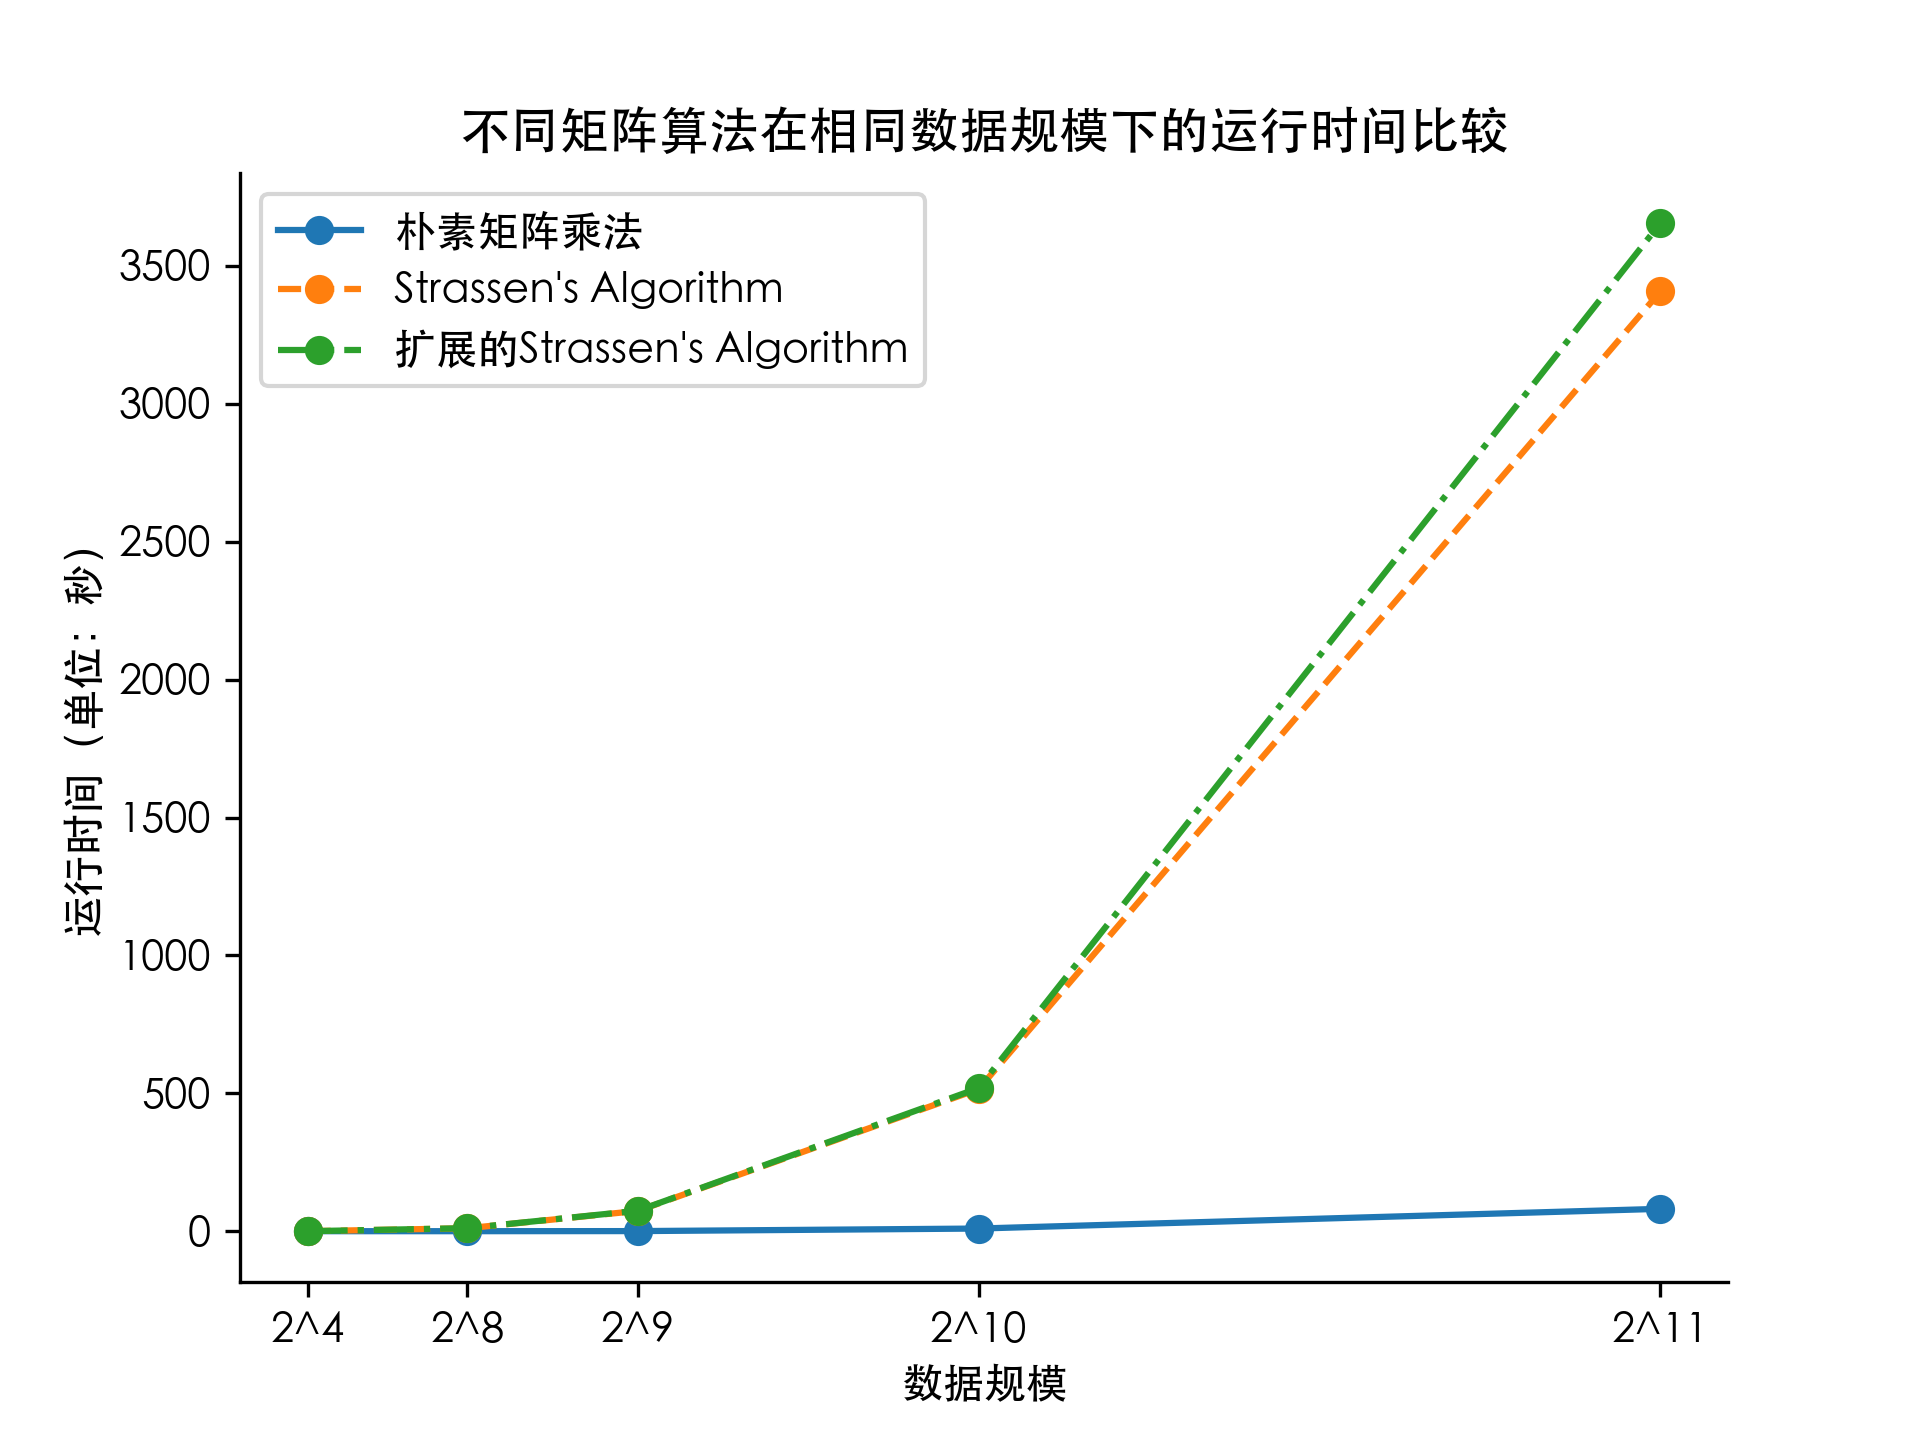 不同矩阵算法在相同数据规模下的运行时间比较
朴素矩阵乘法
Strassen's Algorithm
扩展的Strassen's Algorithm
运行时间（单位：秒）
3500
3000
2500
2000
1500
1000
500
0
2^4 2^8 2^9 2^10 2^11
数据规模